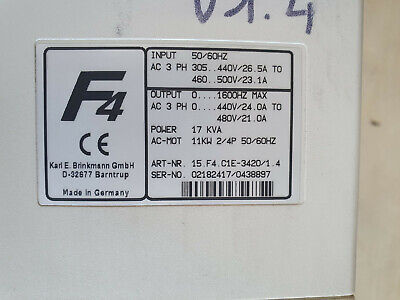 V1.4
F4
CE
Karl E. Brinkmann GmbH
D-32677 Barntrup
Made in Germany
INPUT 50/60HZ
AC 3 PH 305...440V/26.5A TO
460...500V/23.1A
OUTPUT 0....1600HZ MAX
AC 3 PH 0....440V/24.0A TO
480V/21.0A
POWER 17 KVA
AC-MOT 11KW 2/4P 50/60HZ
ART-NR. 15.F4.C1E-3420/1.4
SER-NO. 02182417/0438897